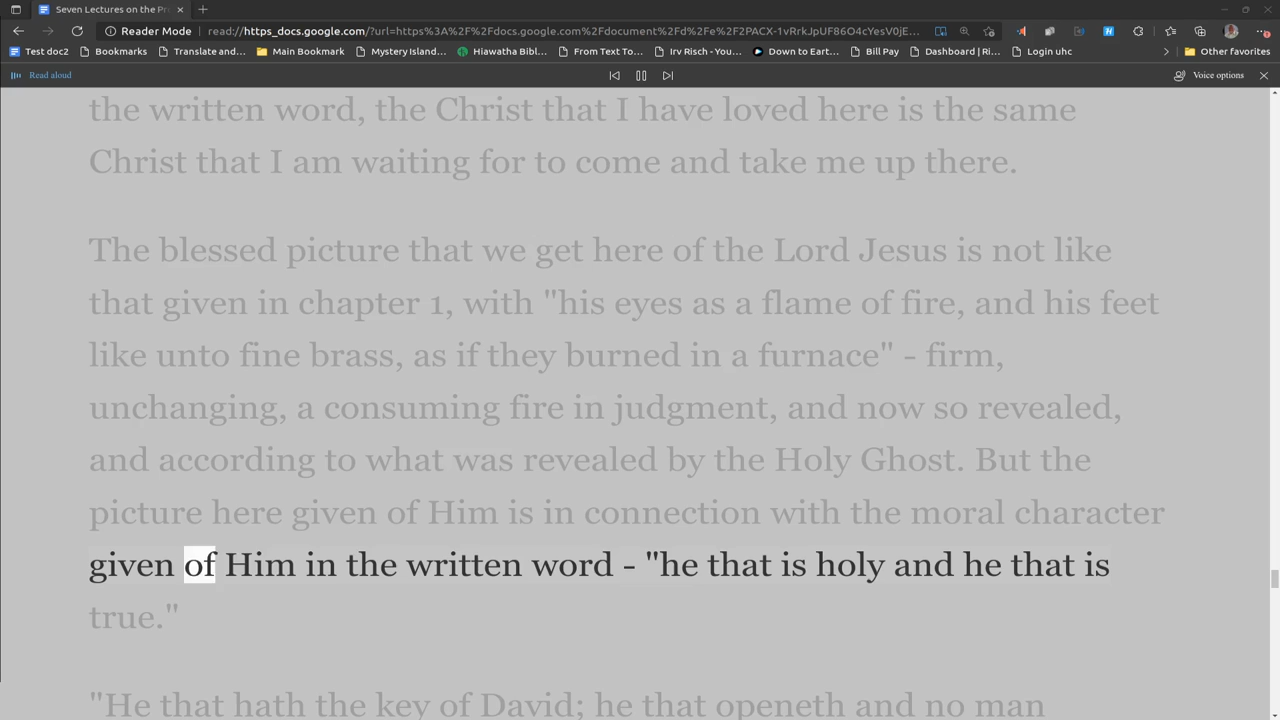 Seven Lectures on the Pro
Reader Mode
read://https_docs.google.com/?url=https%3A%2F%2Fdocs.google.com%2Fdocument%2Fd%2Fe%2F2PACX-1vRrkJpUF86O4cYesV0jE...
Test doc2
Bookmarks
Translate and...
Main Bookmark
Mystery Island...
Hiawatha Bibl...
From Text To...
Irv Risch - You...
Down to Eart...
Bill Pay
Dashboard | Ri...
Login uhc
Other favorites
Read aloud
Voice options
the written word, the Christ that I have loved here is the same
Christ that I am waiting for to come and take me up there.
The blessed picture that we get here of the Lord Jesus is not like
that given in chapter 1, with "his eyes as a flame of fire, and his feet
like unto fine brass, as if they burned in a furnace" - firm,
unchanging, a consuming fire in judgment, and now so revealed,
and according to what was revealed by the Holy Ghost. But the
picture here given of Him is in connection with the moral character
given of Him in the written word - "he that is holy and he that is
true."
"He that hath the key of David; he that openeth and no man